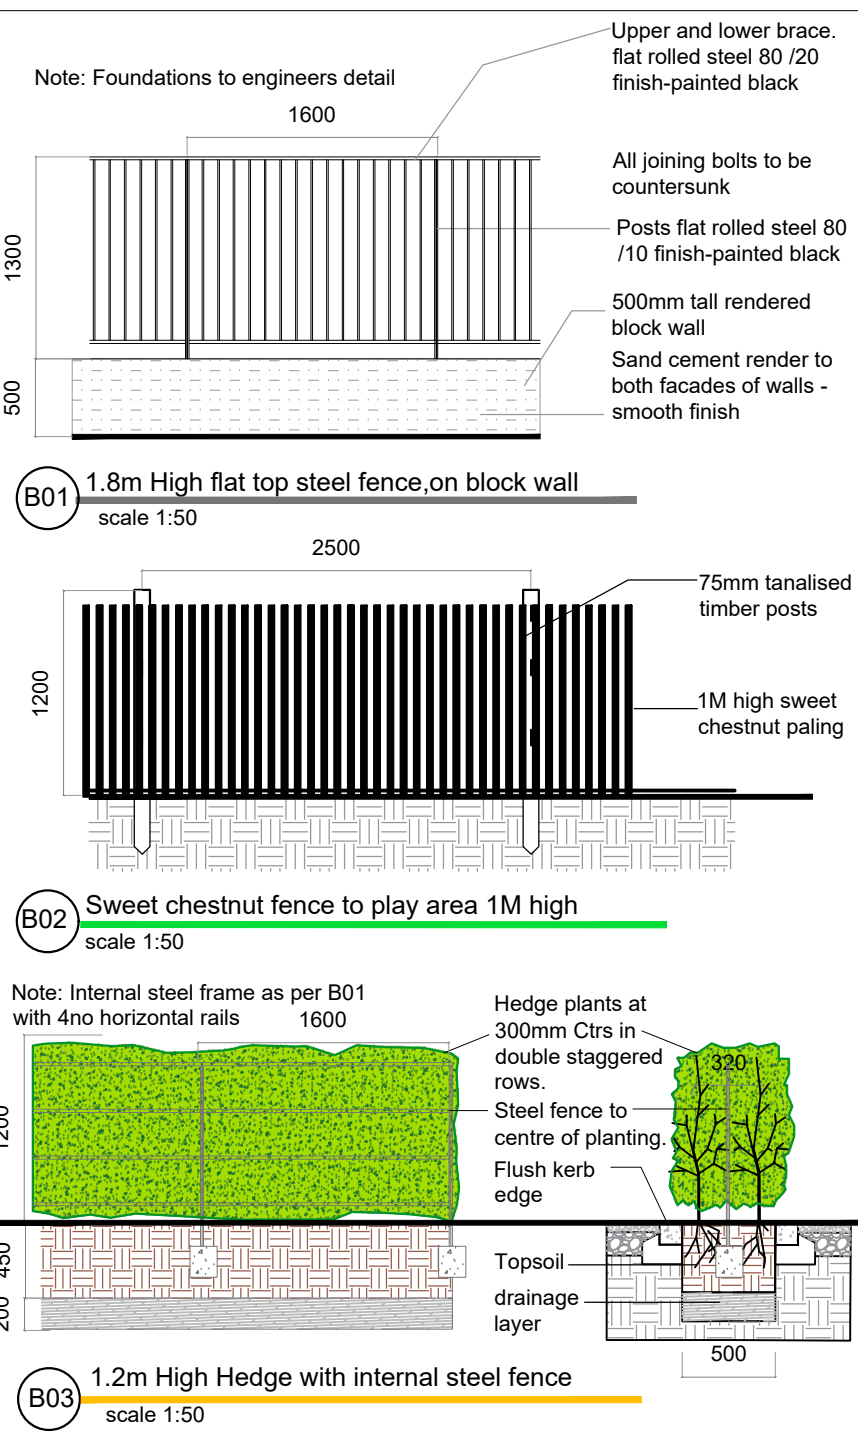 Upper and lower brace.
flat rolled steel 80 /20
finish-painted black
Note: Foundations to engineers detail
1600
All joining bolts to be
countersunk
1300
Posts flat rolled steel 80
/10 finish-painted black
500mm tall rendered
block wall
500
Sand cement render to
both facades of walls -
smooth finish
B01
1.8m High flat top steel fence,on block wall
scale 1:50
2500
75mm tanalised
timber posts
1200
1M high sweet
chestnut paling
B02
Sweet chestnut fence to play area 1M high
scale 1:50
Note: Internal steel frame as per B01
with 4no horizontal rails
1600
Hedge plants at
300mm Ctrs in
double staggered
rows.
320
1200
Steel fence to
centre of planting.
Flush kerb
edge
450
Topsoil
200
drainage
layer
500
B03
1.2m High Hedge with internal steel fence
scale 1:50